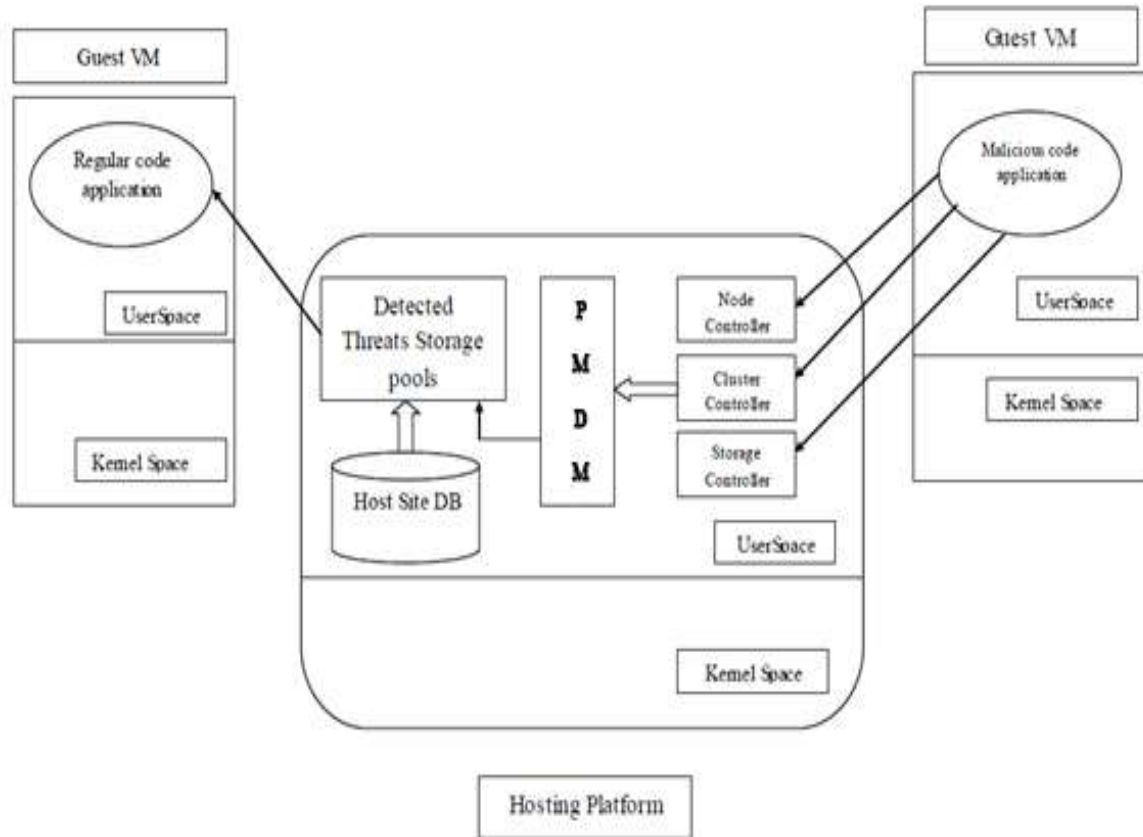 Guest VM
Regular code
application
UserSpace
Kernel Space
Detected
Threats Storage
pools
Host Site DB
P
M
D
M
Node
Controller
Cluster
Controller
Storage
Controller
UserSpace
Kernel Space
Hosting Platform
Guest VM
Malicious code
application
UserSpace
Kernel Space